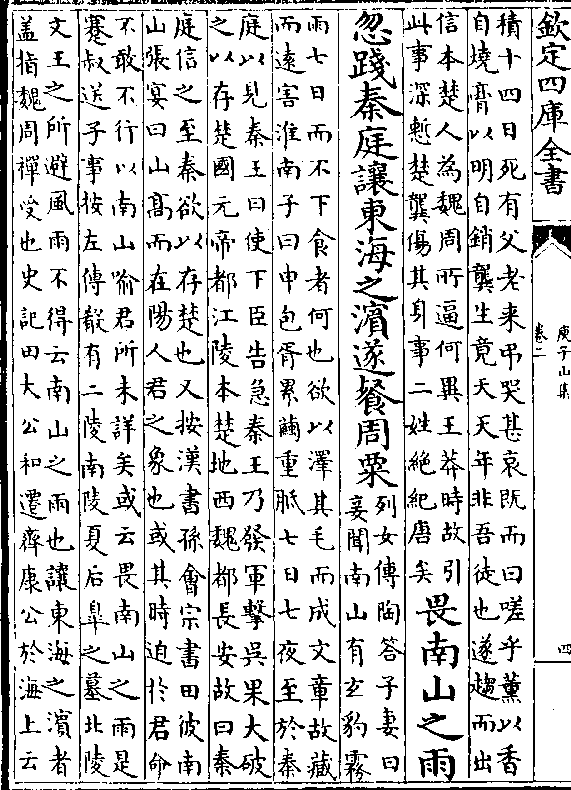 欽定四庫全書
庾子山集
卷二
四
積十四日死有父老来弔哭甚哀既而曰嗟乎薰以香
自燒膏以明自銷龔生竟天天年非吾徒也遂趨而出
信本楚人為魏周所逼何異王莽時故引
此事深慙楚龔傷其身事二姓絶紀唐矣
畏南山之雨
忽踐秦庭讓東海之濵遂餐周粟
列女傳陶答子妻曰
妾聞南山有玄豹霧
雨七日而不下食者何也欲以澤其毛而成文章故藏
而逺害淮南子曰申包胥累繭重胝七日七夜至於秦
庭以見秦王曰使下臣告急秦王乃發軍擊吳果大破
之以存楚國元帝都江陵本楚地西魏都長安故曰秦
庭信之至秦欲以存楚也又按漢書孫會宗書田彼南
山張宴曰山髙而在陽人君之象也或其時迫於君命
不敢不行以南山喻君所未詳矣或云畏南山之雨是
蹇叔送子事按左傳殽有二陵南陵夏后臯之墓北陵
文王之所避風雨不得云南山之雨也讓東海之濵者
盖指魏周禪受也史記田大公和遷齊康公於海上云